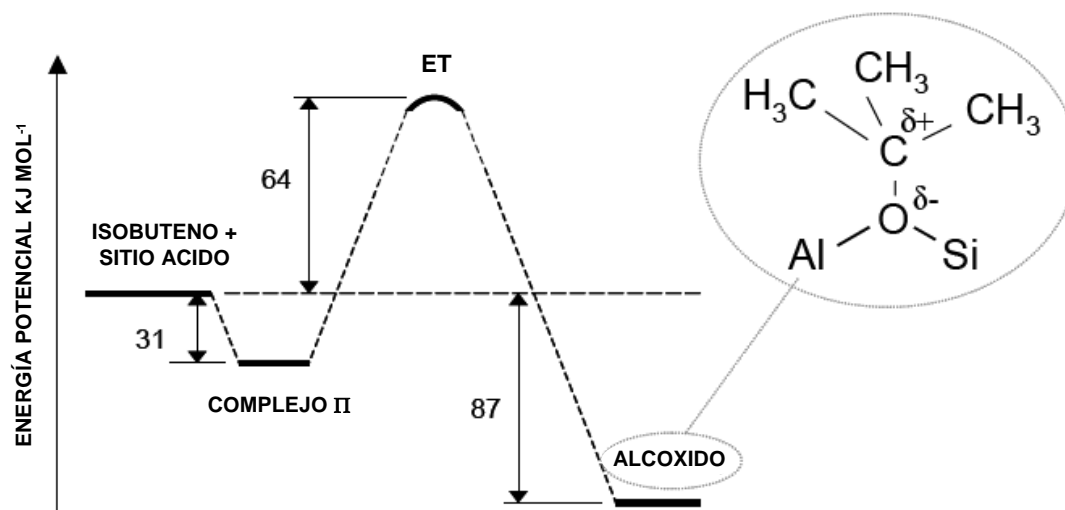 ENERGÍA POTENCIAL KJ MOL-1
ET
64
ISOBUTENO +
SITIO ACIDO
31
COMPLEJO Π
87
ALCOXIDO
CH3
H3C
CH3
C δ+
O δ-
Al
Si